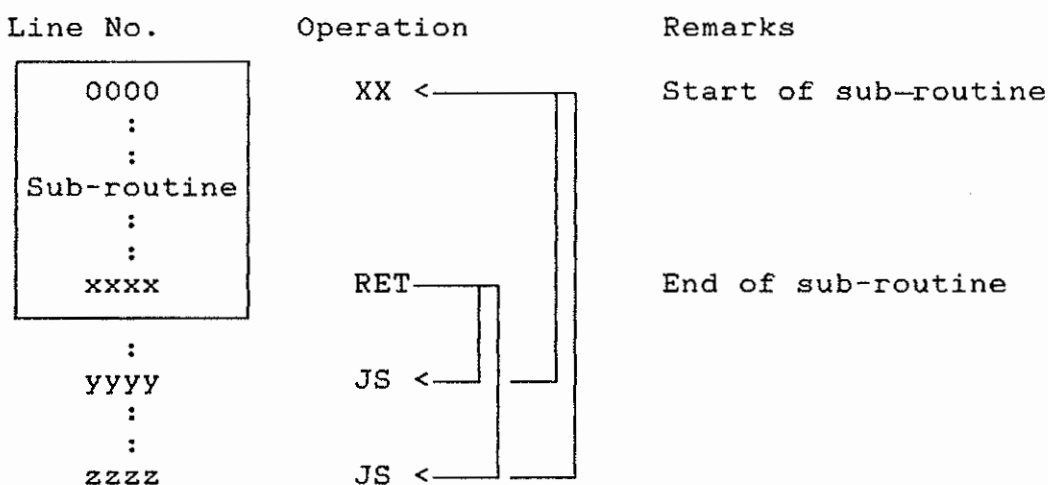 Line No. Operation Remarks
0000 XX < Start of sub-routine
:
:
Sub-routine
:
:
xxxx RET End of sub-routine
:
yyyy JS <
:
:
zzzz JS <